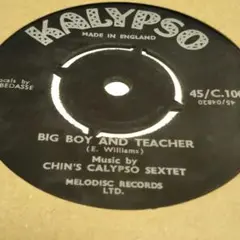 KALYPSO
MADE IN ENGLAND
BEDASSE
45/C.100
BIG BOY AND TEACHER
(E. Williams)
Music by
CHIN'S CALYPSO SEXTET
MELODISC RECORDS
LTD.